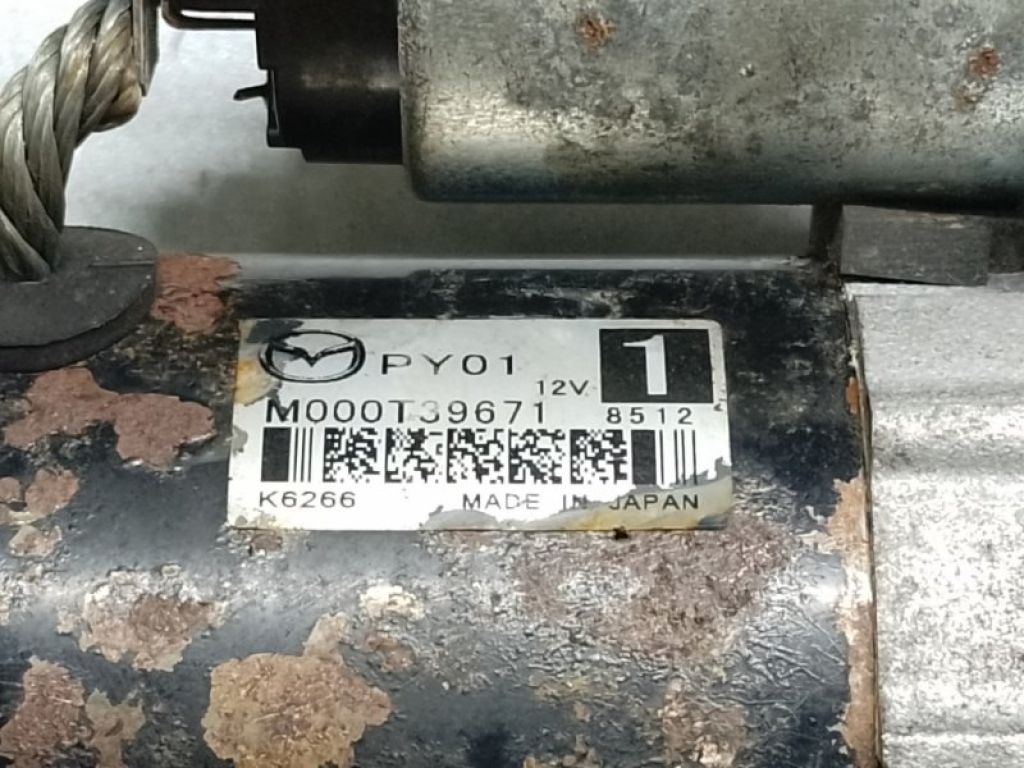 PY01
1
12V
M000T39671
8512
K6266 MADE IN JAPAN